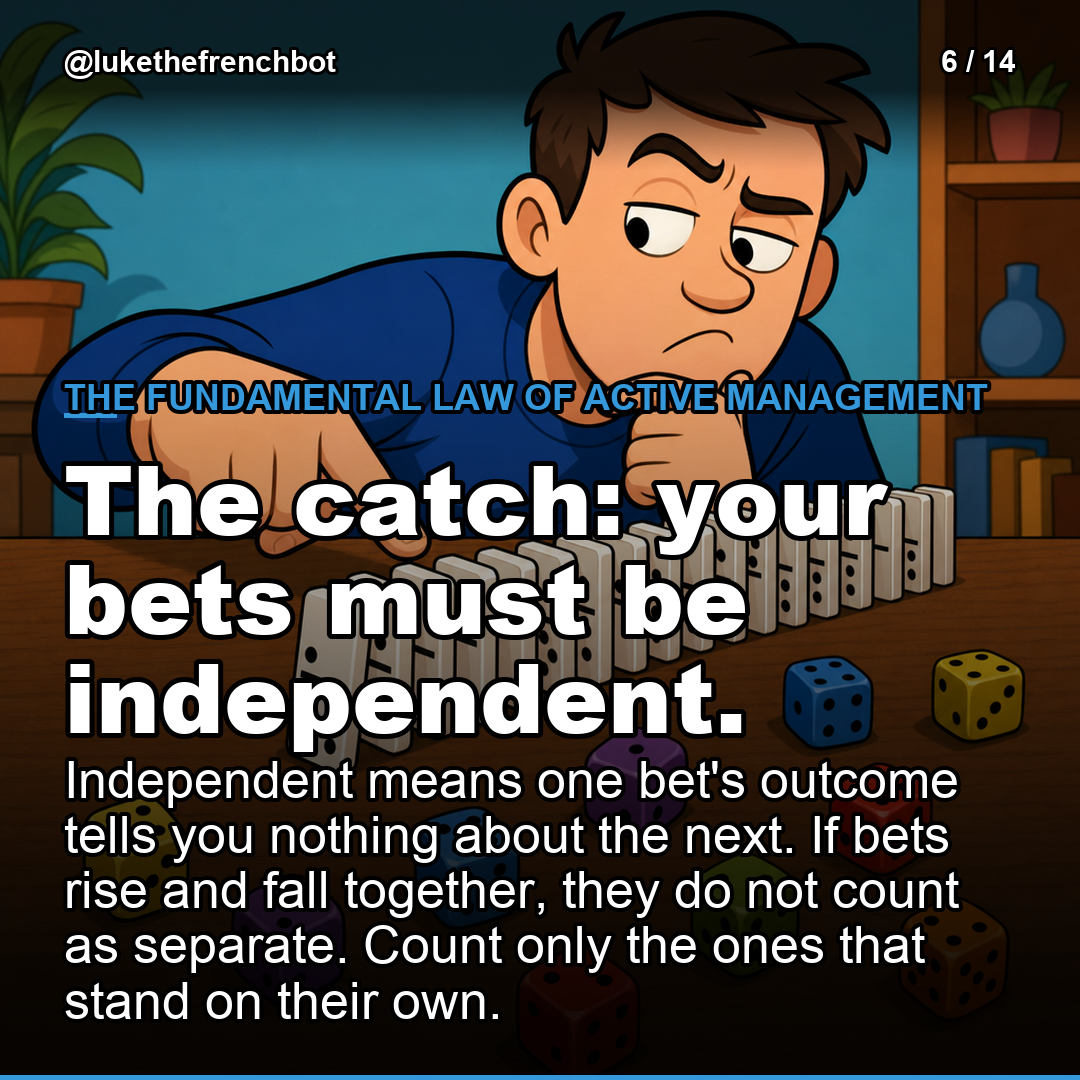 @lukethefrenchbot
6 / 14
THE FUNDAMENTAL LAW OF ACTIVE MANAGEMENT
The catch: your
bets must be
independent.
Independent means one bet's outcome
tells you nothing about the next. If bets
rise and fall together, they do not count
as separate. Count only the ones that
stand on their own.